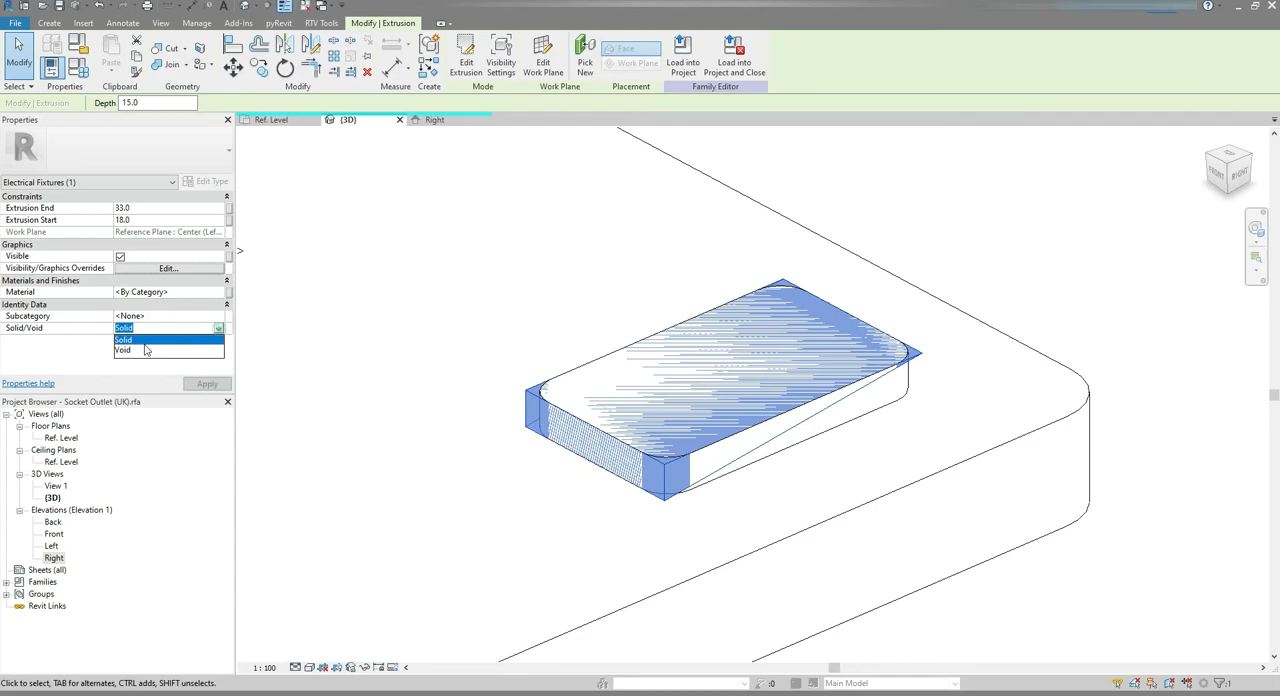 File Create Insert Annotate View Manage Add-Ins pyRevit RTV Tools Modify | Extrusion
Modify Paste Cut Join Edit Extrusion Visibility Settings Edit Work Plane Pick New Face Work Plane Load into Project Load into Project and Close
Select Properties Clipboard Geometry Modify Measure Create Mode Work Plane Placement Family Editor
Modify | Extrusion Depth 15.0
Properties
Ref. Level {3D} Right
R
FRONT RIGHT
Electrical Fixtures (1) Edit Type
Constraints
Extrusion End 33.0
Extrusion Start 18.0
Work Plane Reference Plane : Center (Lef...
Graphics
Visible
Visibility/Graphics Overrides Edit...
Materials and Finishes
Material <By Category>
Identity Data
Subcategory <None>
Solid/Void Solid
Solid
Void
Properties help Apply
Project Browser - Socket Outlet (UK).rfa
Views (all)
Floor Plans
Ref. Level
Ceiling Plans
Ref. Level
3D Views
View 1
{3D}
Elevations (Elevation 1)
Back
Front
Left
Right
Sheets (all)
Families
Groups
Revit Links
1 : 100
Click to select, TAB for alternates, CTRL adds, SHIFT unselects. :0 Main Model :1